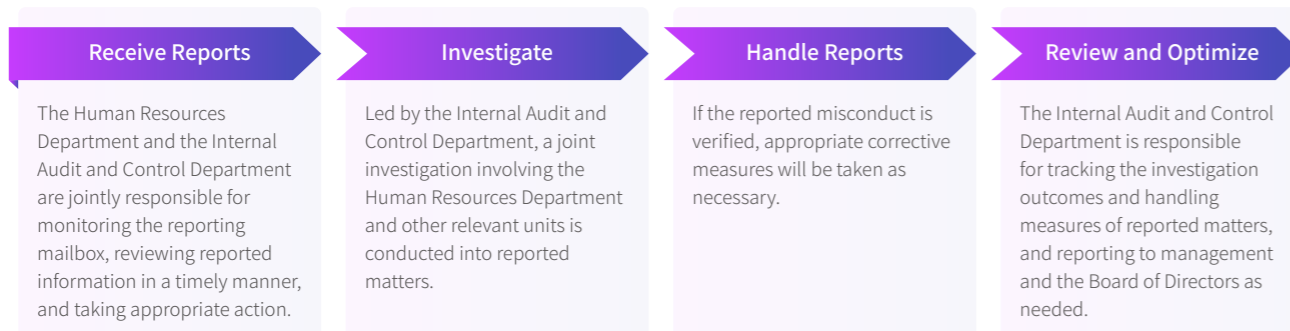 Receive Reports
The Human Resources
Department and the Internal
Audit and Control Department
are jointly responsible for
monitoring the reporting
mailbox, reviewing reported
information in a timely manner,
and taking appropriate action.
Investigate
Led by the Internal Audit and
Control Department, a joint
investigation involving the
Human Resources Department
and other relevant units is
conducted into reported
matters.
Handle Reports
If the reported misconduct is
verified, appropriate corrective
measures will be taken as
necessary.
Review and Optimize
The Internal Audit and Control
Department is responsible
for tracking the investigation
outcomes and handling
measures of reported matters,
and reporting to management
and the Board of Directors as
needed.